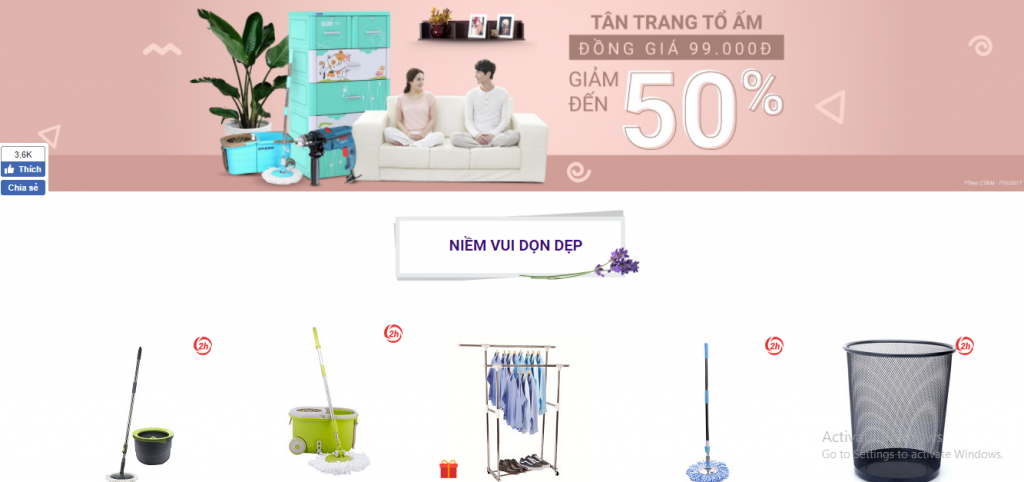 TÂN TRANG TỔ ẤM
ĐỒNG GIÁ 99.000Đ
GIẢM
ĐẾN
50%
3,6K
Thích
Chia sẻ
NIỀM VUI DỌN DẸP
2h
2h
2h
2h
Activate Windows
Go to Settings to activate Windows.